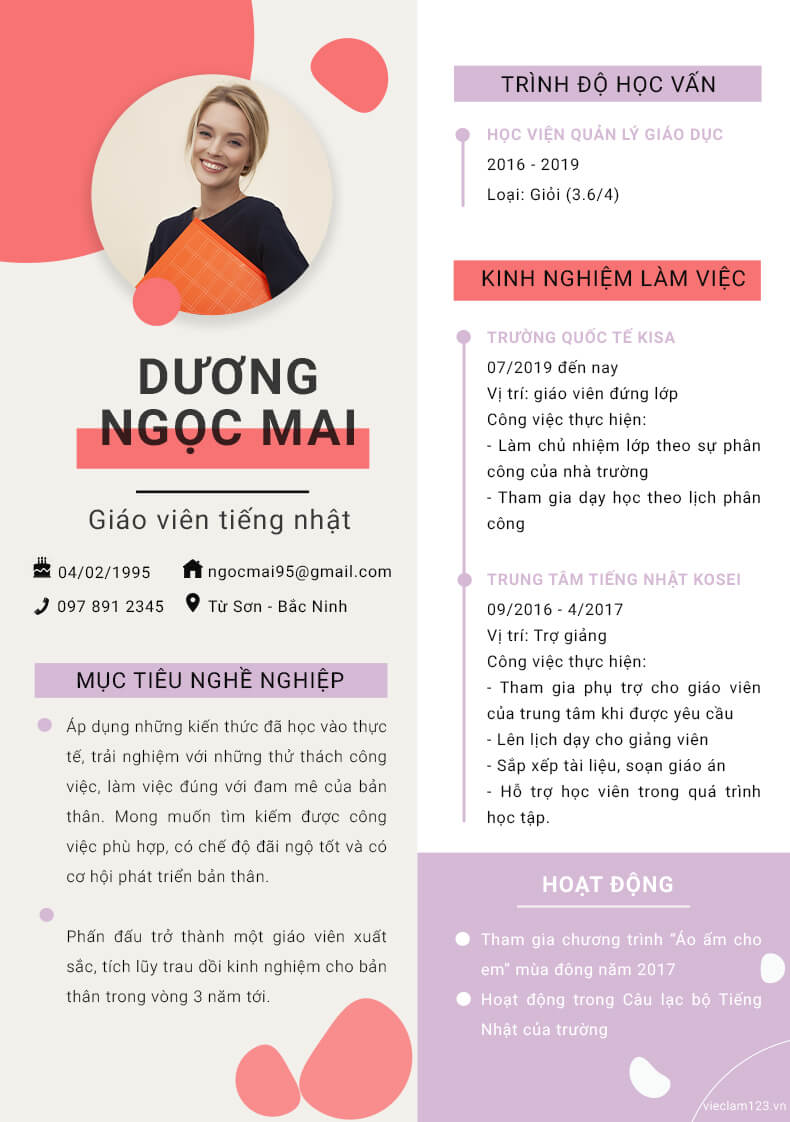 DƯƠNG
NGỌC MAI
Giáo viên tiếng nhật
04/02/1995
ngocmai95@gmail.com
097 891 2345
Từ Sơn - Bắc Ninh
MỤC TIÊU NGHỀ NGHIỆP
Áp dụng những kiến thức đã học vào thực
tế, trải nghiệm với những thử thách công
việc, làm việc đúng với đam mê của bản
thân. Mong muốn tìm kiếm được công
việc phù hợp, có chế độ đãi ngộ tốt và có
cơ hội phát triển bản thân.
Phấn đấu trở thành một giáo viên xuất
sắc, tích lũy trau dồi kinh nghiệm cho bản
thân trong vòng 3 năm tới.
TRÌNH ĐỘ HỌC VẤN
HỌC VIỆN QUẢN LÝ GIÁO DỤC
2016 - 2019
Loại: Giỏi (3.6/4)
KINH NGHIỆM LÀM VIỆC
TRƯỜNG QUỐC TẾ KISA
07/2019 đến nay
Vị trí: giáo viên đứng lớp
Công việc thực hiện:
- Làm chủ nhiệm lớp theo sự phân
công của nhà trường
- Tham gia dạy học theo lịch phân
công
TRUNG TÂM TIẾNG NHẬT KOSEI
09/2016 - 4/2017
Vị trí: Trợ giảng
Công việc thực hiện:
- Tham gia phụ trợ cho giáo viên
của trung tâm khi được yêu cầu
- Lên lịch dạy cho giảng viên
- Sắp xếp tài liệu, soạn giáo án
- Hỗ trợ học viên trong quá trình
học tập.
HOẠT ĐỘNG
Tham gia chương trình “Áo ấm cho
em” mùa đông năm 2017
Hoạt động trong Câu lạc bộ Tiếng
Nhật của trường
vieclam123.vn